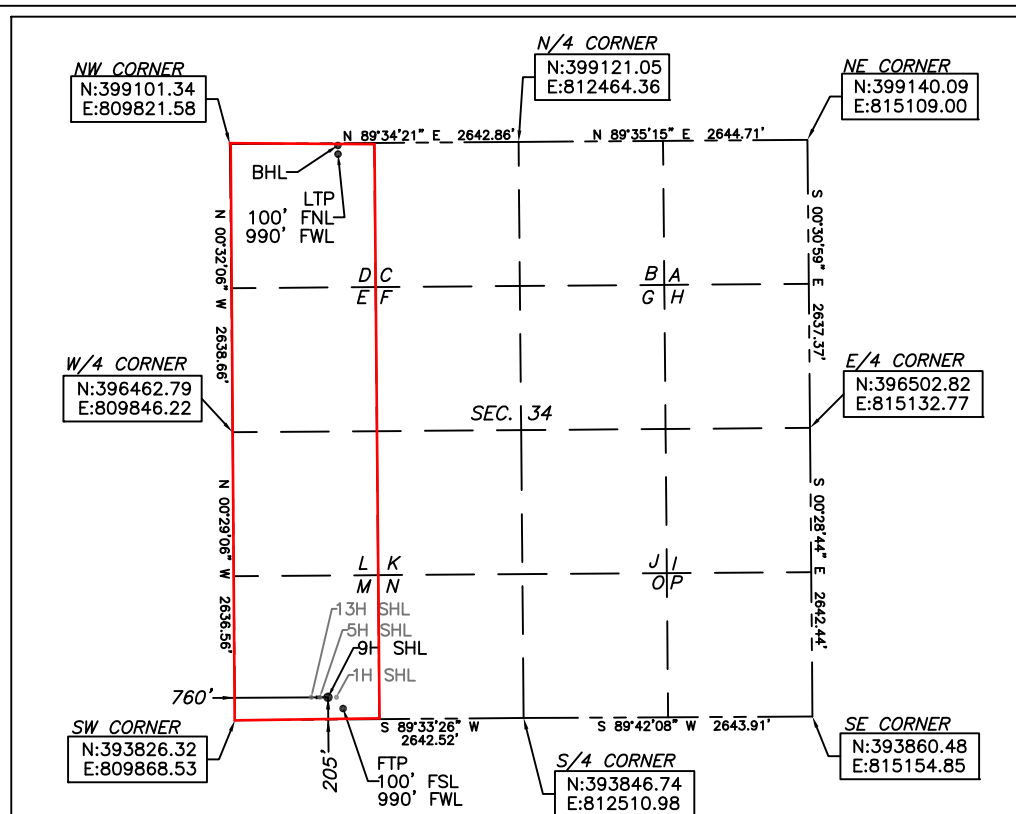 N/4 CORNER
N:399121.05
E:812464.36
NW CORNER
N:399101.34
E:809821.58
NE CORNER
N:399140.09
E:815109.00
N 89°34'21" E 2642.86'
N 89°35'15" E 2644.71'
BHL
LTP
100' FNL
990' FWL
N 00°32'06" W 2638.66'
S 00°30'59" E 2637.37'
D C
E F
B A
G H
W/4 CORNER
N:396462.79
E:809846.22
E/4 CORNER
N:396502.82
E:815132.77
SEC. 34
N 00°29'06" W 2636.56'
S 00°28'44" E 2642.44'
L K
M N
J I
O P
13H SHL
5H SHL
9H SHL
1H SHL
760'
205'
SW CORNER
N:393826.32
E:809868.53
S 89°33'26" W
2642.52'
S 89°42'08" W 2643.91'
SE CORNER
N:393860.48
E:815154.85
FTP
100' FSL
990' FWL
S/4 CORNER
N:393846.74
E:812510.98